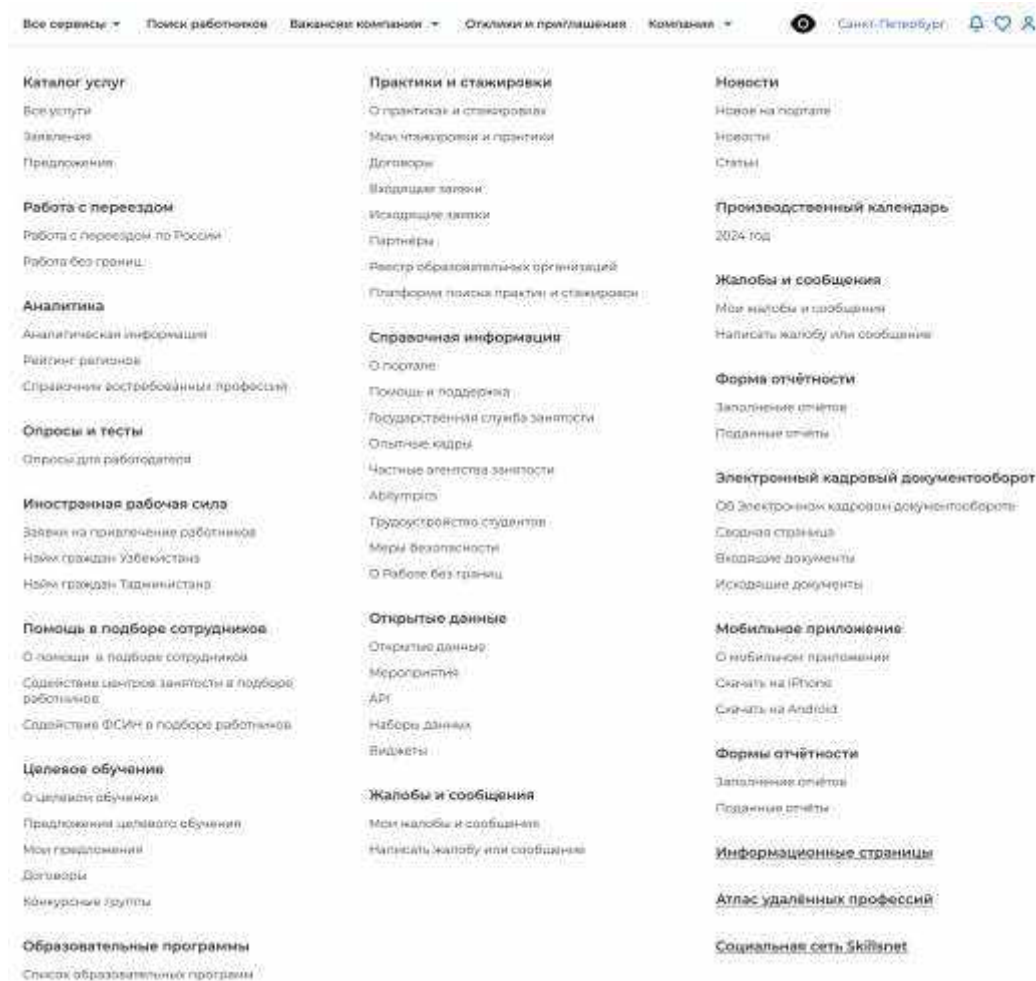 Все сервисы
Поиск работников
Вакансии компании
Отклики и приглашения
Компания
Санкт-Петербург
Каталог услуг
Все услуги
Заявления
Предложения
Работа с переездом
Работа с переездом по России
Работа без границ
Аналитика
Аналитическая информация
Рейтинг регионов
Справочник востребованных профессий
Опросы и тесты
Опросы для работодателя
Иностранная рабочая сила
Заявки на привлечение работников
Найм граждан Узбекистана
Найм граждан Таджикистана
Помощь в подборе сотрудников
О помощи в подборе сотрудников
Содействие центров занятости в подборе
работников
Содействие ФСИН в подборе работников
Целевое обучение
О целевом обучении
Предложения целевого обучения
Мои предложения
Договоры
Конкурсные группы
Образовательные программы
Список образовательных программ
Практики и стажировки
О практиках и стажировках
Мои стажировки и практики
Договоры
Входящие заявки
Исходящие заявки
Партнёры
Реестр образовательных организаций
Платформы поиска практик и стажировок
Справочная информация
О портале
Помощь и поддержка
Государственная служба занятости
Опытные кадры
Частные агентства занятости
Abilympics
Трудоустройство студентов
Меры безопасности
О Работе без границ
Открытые данные
Открытые данные
Мероприятия
API
Наборы данных
Виджеты
Жалобы и сообщения
Мои жалобы и сообщения
Написать жалобу или сообщение
Новости
Новое на портале
Новости
Статьи
Производственный календарь
2024 год
Жалобы и сообщения
Мои жалобы и сообщения
Написать жалобу или сообщение
Форма отчётности
Заполнение отчётов
Поданные отчёты
Электронный кадровый документооборот
Об Электронном кадровом документообороте
Сводная страница
Входящие документы
Исходящие документы
Мобильное приложение
О мобильном приложении
Скачать на iPhone
Скачать на Android
Формы отчётности
Заполнение отчётов
Поданные отчёты
Информационные страницы
Атлас удалённых профессий
Социальная сеть Skillsnet